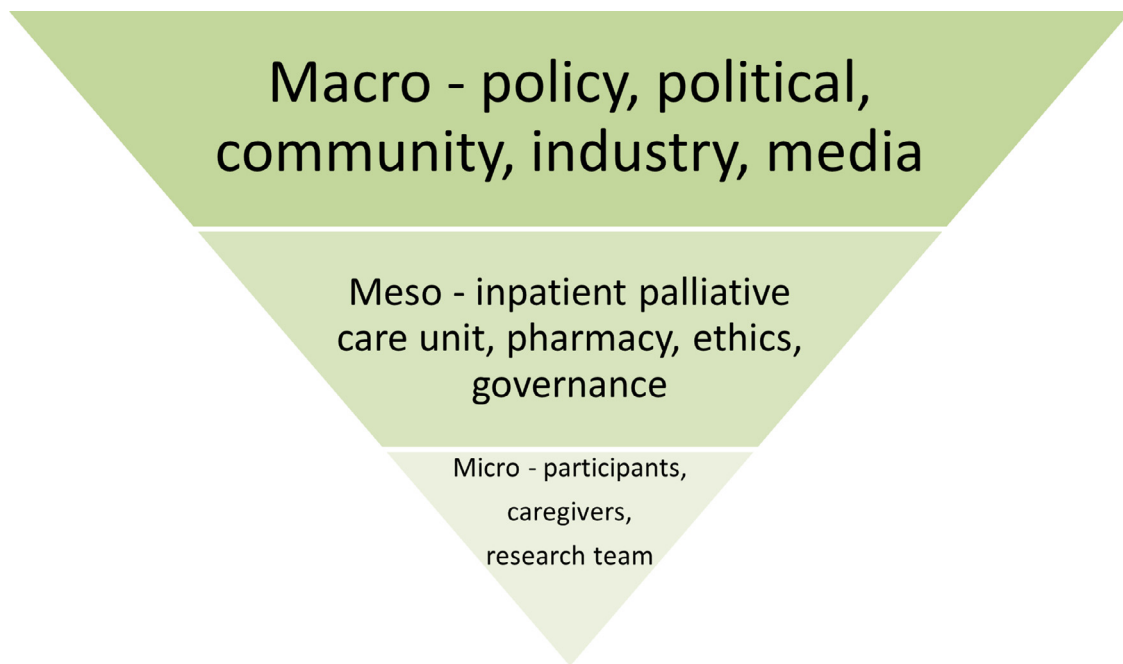 Macro - policy, political,
community, industry, media
Meso - inpatient palliative
care unit, pharmacy, ethics,
governance
Micro - participants,
caregivers,
research team